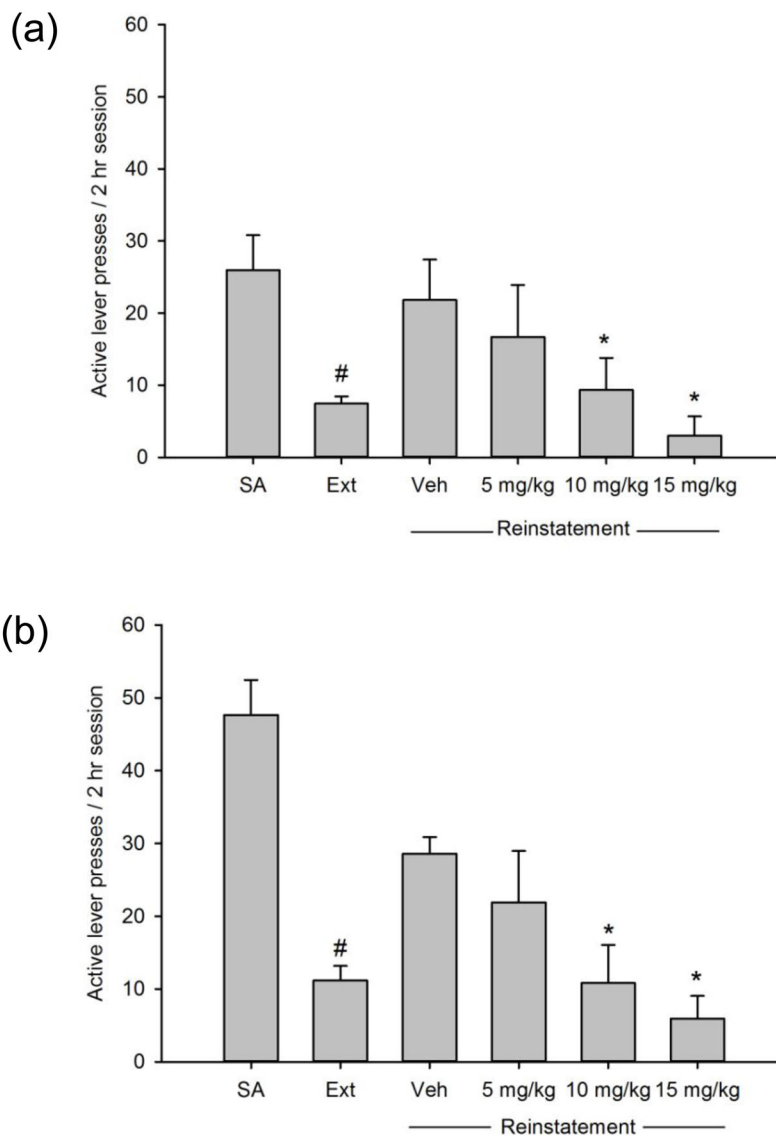 (a)
60
50
40
30
20
10
0
Active lever presses / 2 hr session
#
*
*
SA Ext Veh 5 mg/kg 10 mg/kg 15 mg/kg
Reinstatement
(b)
60
50
40
30
20
10
0
Active lever presses / 2 hr session
#
*
*
SA Ext Veh 5 mg/kg 10 mg/kg 15 mg/kg
Reinstatement